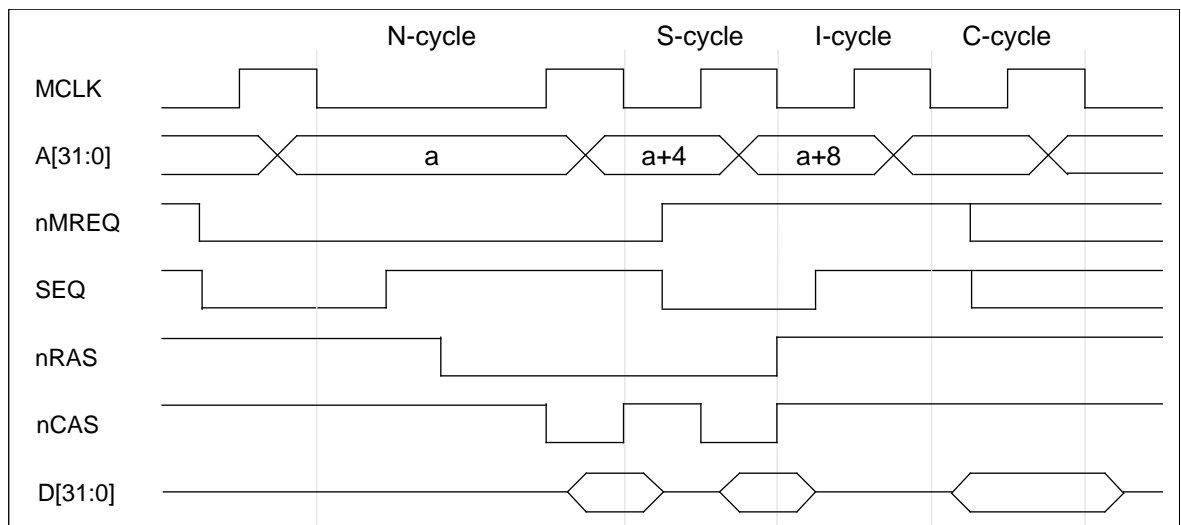 N-cycle S-cycle I-cycle C-cycle
MCLK
A[31:0] a a+4 a+8
nMREQ
SEQ
nRAS
nCAS
D[31:0]